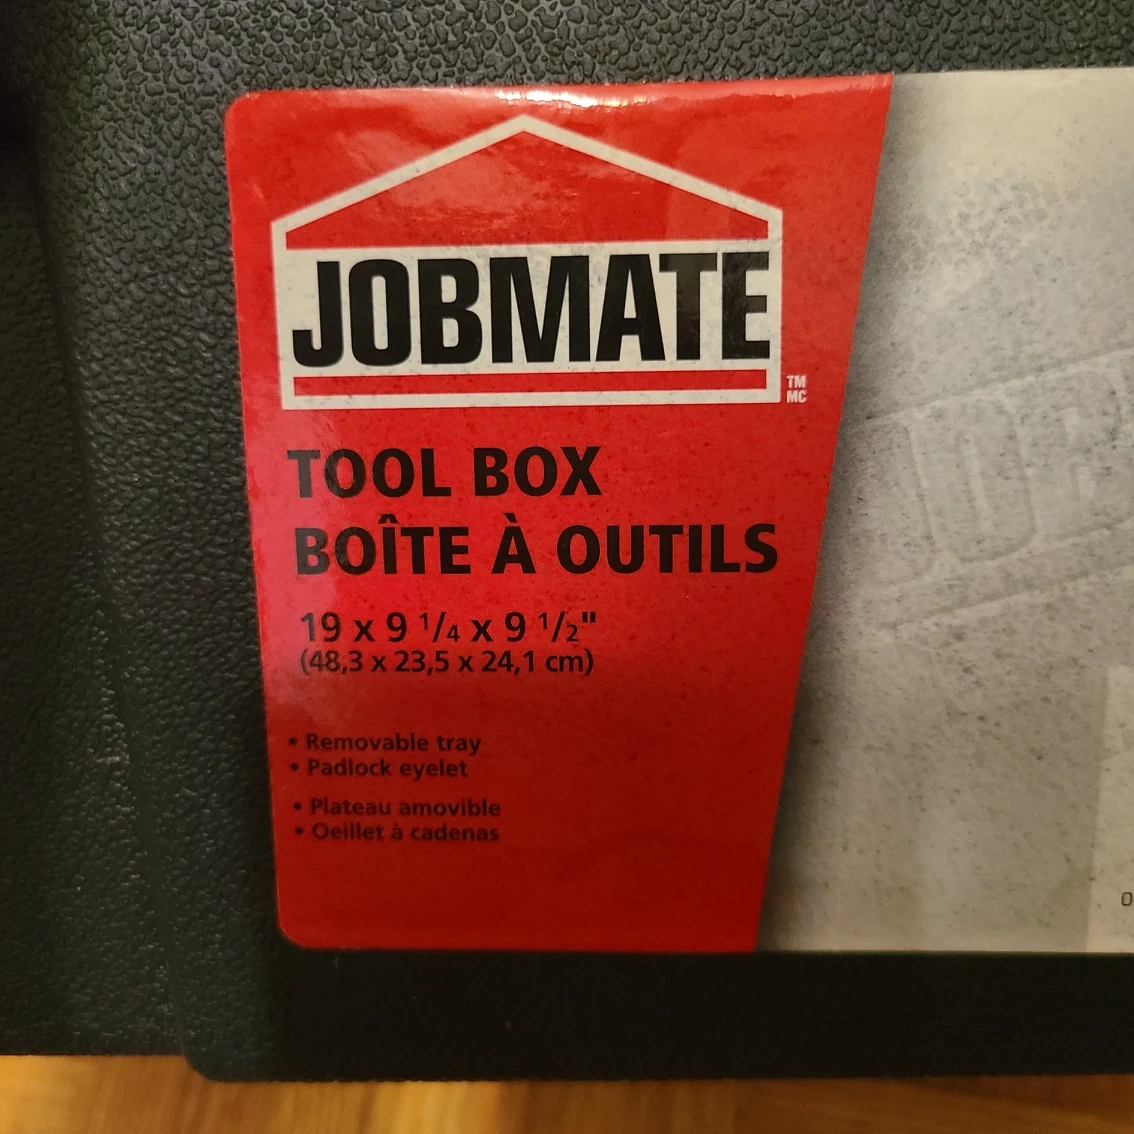 JOBMATE
TM
MC
TOOL BOX
BOÎTE À OUTILS
19 x 9 1/4 x 9 1/2"
(48,3 x 23,5 x 24,1 cm)
• Removable tray
• Padlock eyelet
• Plateau amovible
• Oeillet à cadenas